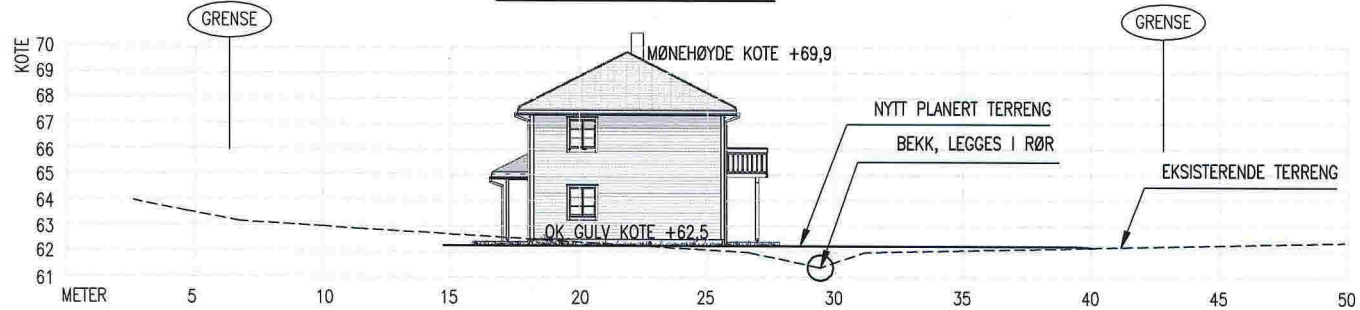 GRENSE
GRENSE
KOTE
70
69
68
67
66
65
64
63
62
61
MØNEHØYDE KOTE +69,9
NYTT PLANERT TERRENG
BEKK, LEGGES I RØR
EKSISTERENDE TERRENG
OK GULV KOTE +62,5
METER 5 10 15 20 25 30 35 40 45 50